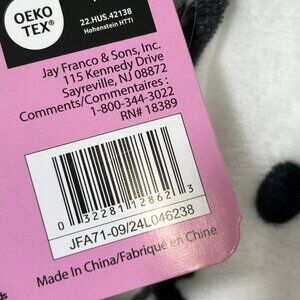 OEKO
TEX®
22.HUS.42138
Hohenstein HTTI
Jay Franco & Sons, Inc.
115 Kennedy Drive
Sayreville, NJ 08872
Comments/Commentaires :
1-800-344-3022
RN# 18389
0 32281 12862 3
JFA71-09/24L046238
Made In China/Fabriqué en Chine
ds